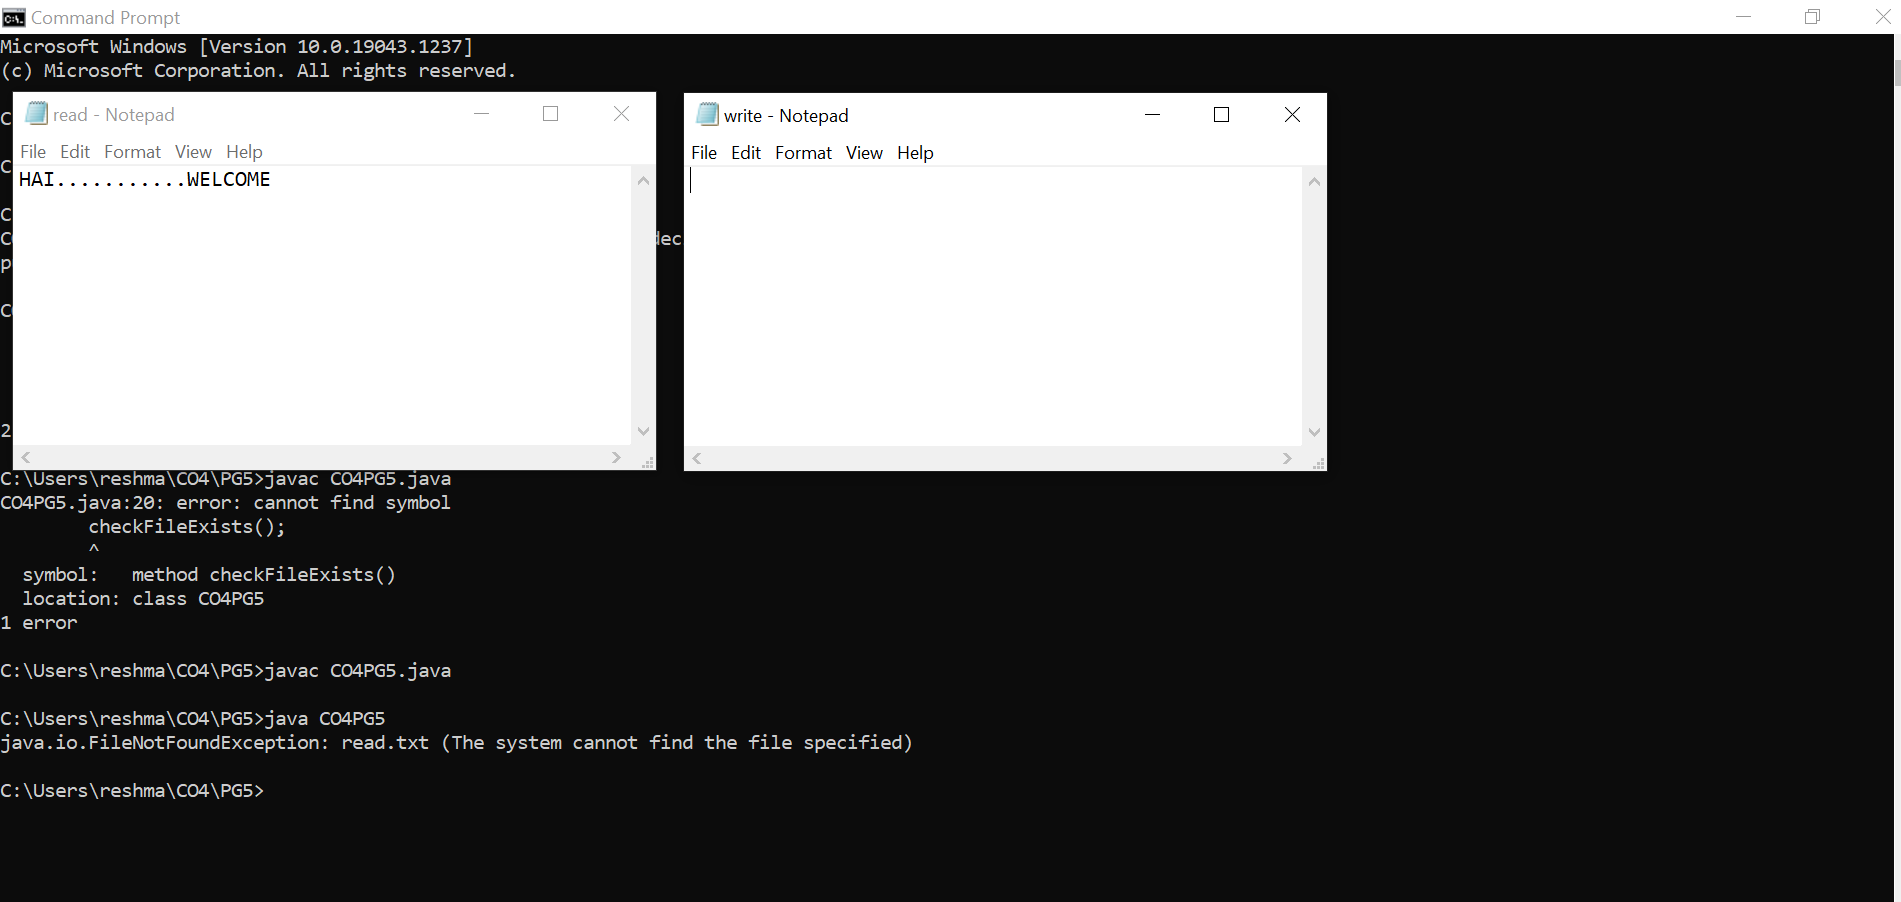 Command Prompt
Microsoft Windows [Version 10.0.19043.1237]
(c) Microsoft Corporation. All rights reserved.
read - Notepad
File Edit Format View Help
HAI...........WELCOME
write - Notepad
File Edit Format View Help
C:\Users\reshma\CO4\PG5>javac CO4PG5.java
CO4PG5.java:20: error: cannot find symbol
        checkFileExists();
        ^
  symbol:   method checkFileExists()
  location: class CO4PG5
1 error
C:\Users\reshma\CO4\PG5>javac CO4PG5.java
C:\Users\reshma\CO4\PG5>java CO4PG5
java.io.FileNotFoundException: read.txt (The system cannot find the file specified)
C:\Users\reshma\CO4\PG5>